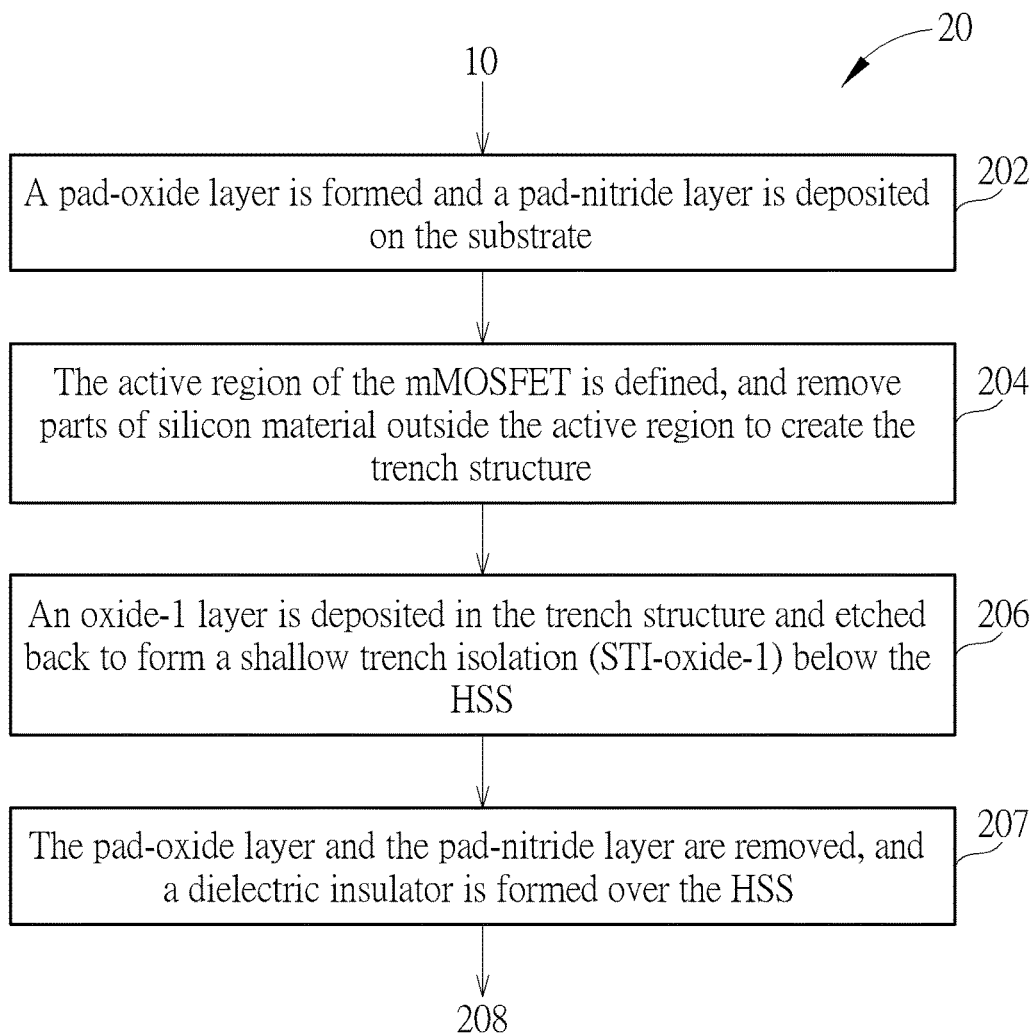 20
10
A pad-oxide layer is formed and a pad-nitride layer is deposited
on the substrate
202
The active region of the mMOSFET is defined, and remove
parts of silicon material outside the active region to create the
trench structure
204
An oxide-1 layer is deposited in the trench structure and etched
back to form a shallow trench isolation (STI-oxide-1) below the
HSS
206
The pad-oxide layer and the pad-nitride layer are removed, and
a dielectric insulator is formed over the HSS
207
208